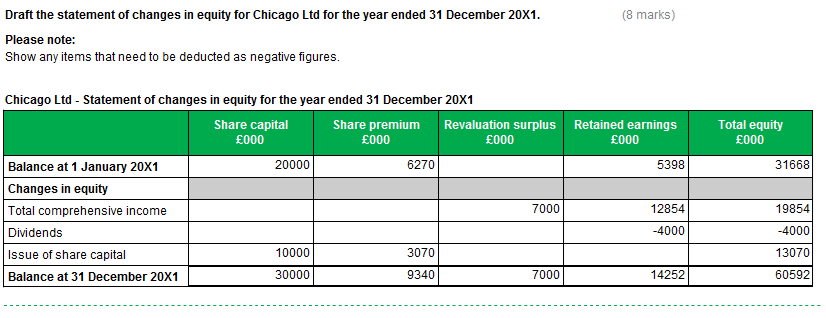 Draft the statement of changes in equity for Chicago Ltd for the year ended 31 December 20X1. (8 marks)
Please note:
Show any items that need to be deducted as negative figures.
Chicago Ltd - Statement of changes in equity for the year ended 31 December 20X1
Share capital £000 Share premium £000 Revaluation surplus £000 Retained earnings £000 Total equity £000
Balance at 1 January 20X1 20000 6270 5398 31668
Changes in equity
Total comprehensive income 7000 12854 19854
Dividends -4000 -4000
Issue of share capital 10000 3070 13070
Balance at 31 December 20X1 30000 9340 7000 14252 60592